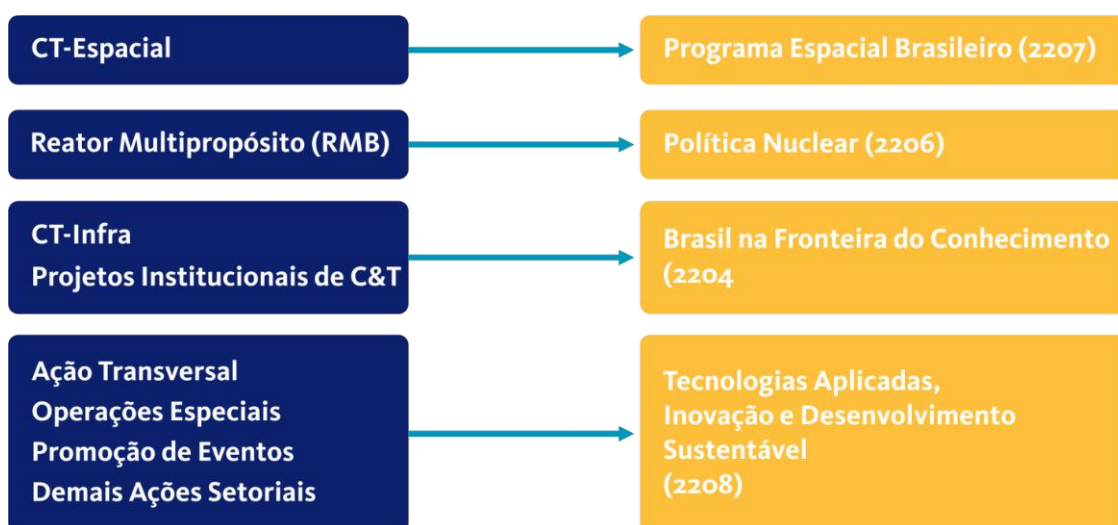 CT-Espacial
Programa Espacial Brasileiro (2207)
Reator Multipropósito (RMB)
Política Nuclear (2206)
CT-Infra
Projetos Institucionais de C&T
Brasil na Fronteira do Conhecimento
(2204
Ação Transversal
Operações Especiais
Promoção de Eventos
Demais Ações Setoriais
Tecnologias Aplicadas,
Inovação e Desenvolvimento
Sustentável
(2208)